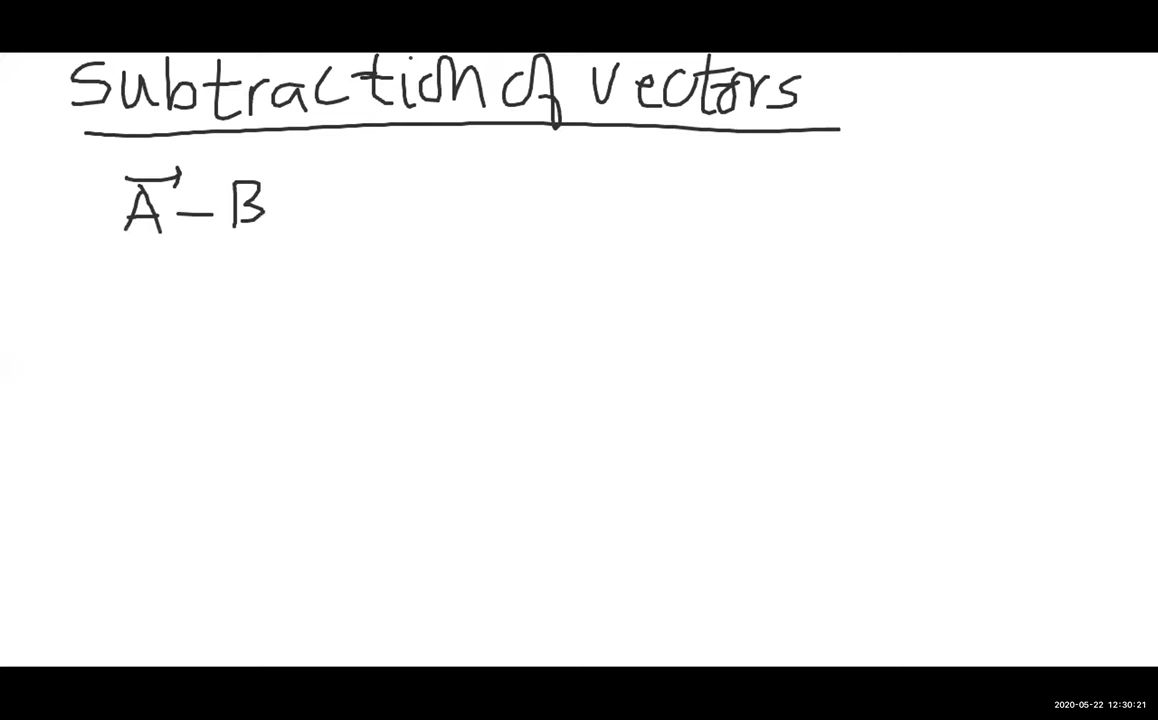 Subtraction of vectors
A⃗ – B
2020-05-22 12:30:21